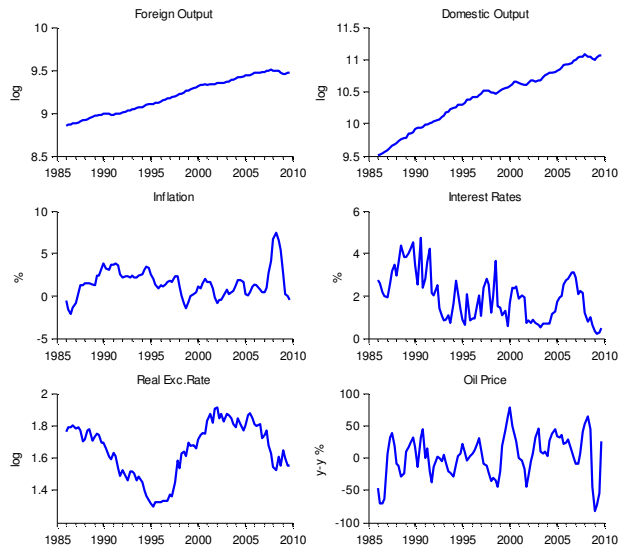 Foreign Output
10
9.5
log
9
8.5
1985 1990 1995 2000 2005 2010
Domestic Output
11.5
11
10.5
log
10
9.5
1985 1990 1995 2000 2005 2010
Inflation
10
5
%
0
-5
1985 1990 1995 2000 2005 2010
Interest Rates
6
4
%
2
0
1985 1990 1995 2000 2005 2010
Real Exc.Rate
2
1.8
log
1.6
1.4
1985 1990 1995 2000 2005 2010
Oil Price
100
50
y-y %
0
-50
-100
1985 1990 1995 2000 2005 2010